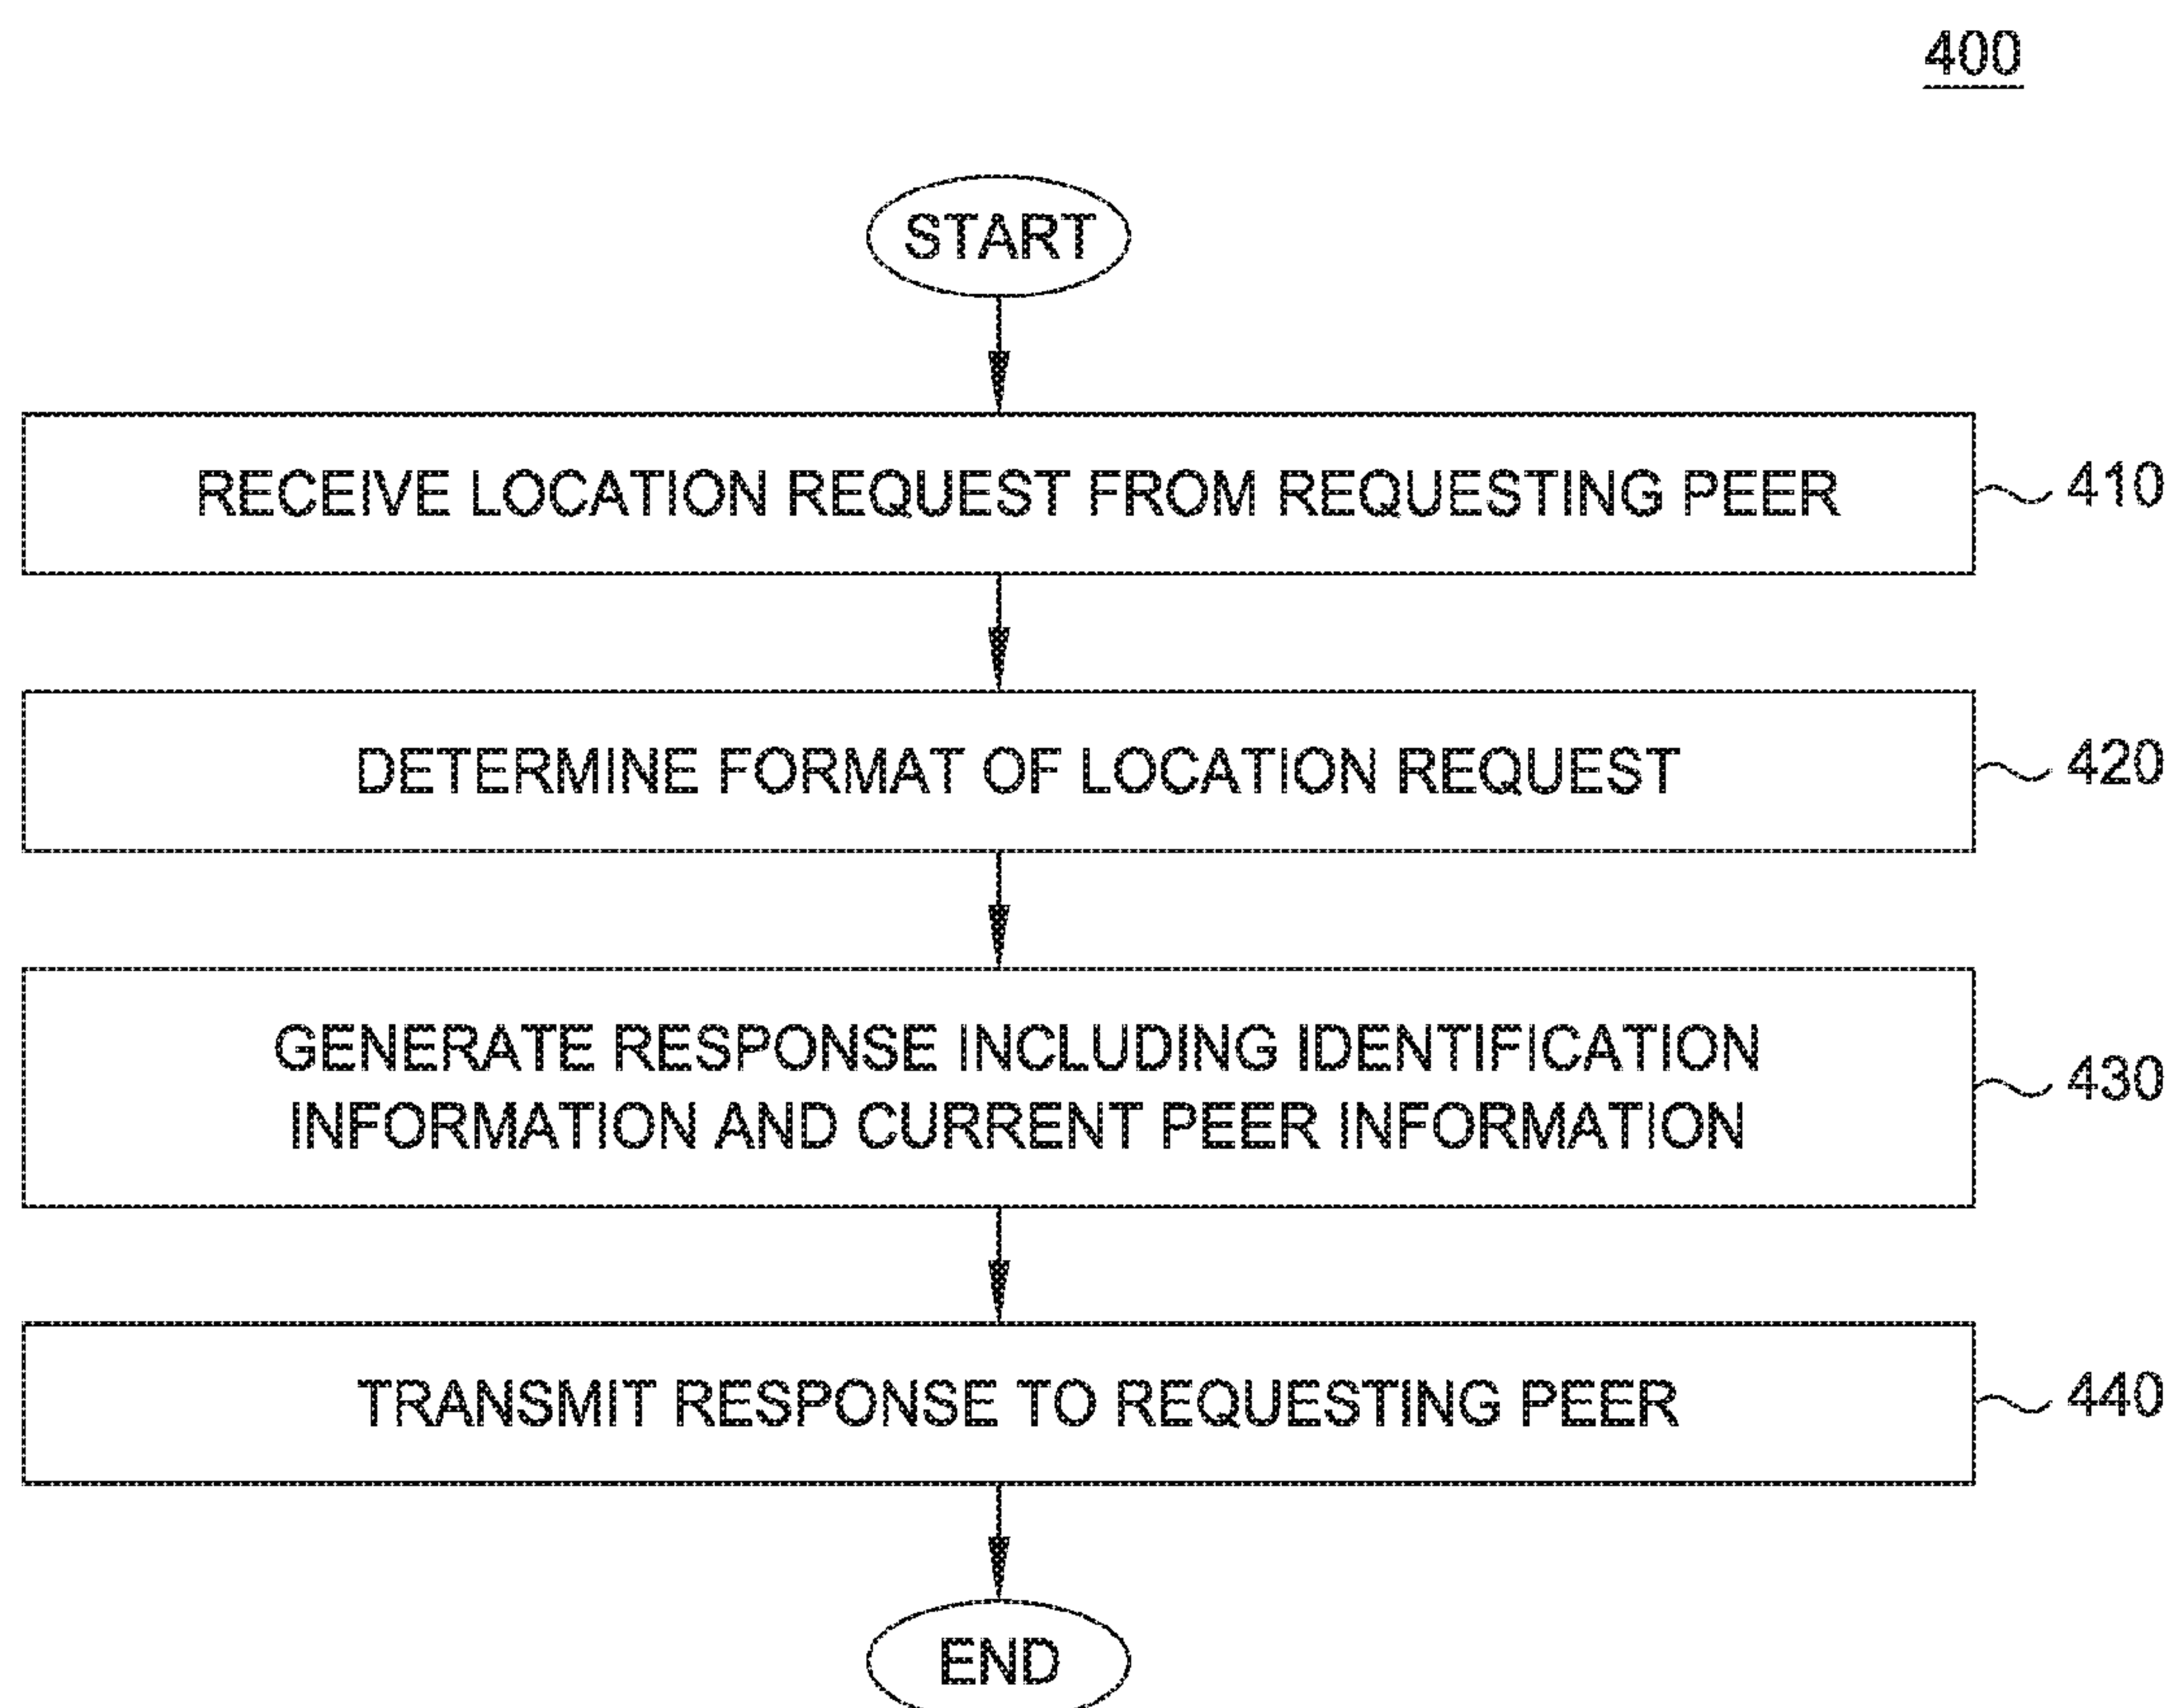 400
START
RECEIVE LOCATION REQUEST FROM REQUESTING PEER
410
DETERMINE FORMAT OF LOCATION REQUEST
420
GENERATE RESPONSE INCLUDING IDENTIFICATION
INFORMATION AND CURRENT PEER INFORMATION
430
TRANSMIT RESPONSE TO REQUESTING PEER
440
END